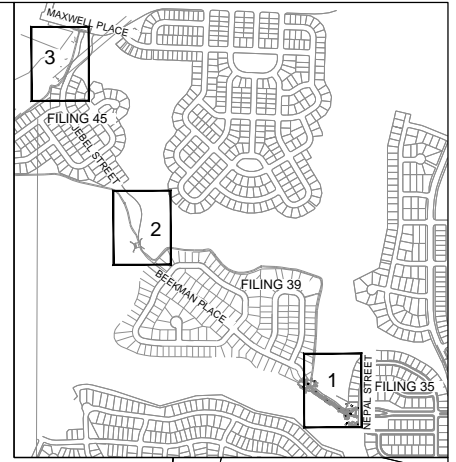 MAXWELL PLACE
3
FILING 45
JEBEL STREET
2
BEEKMAN PLACE
FILING 39
1
NEPAL STREET
FILING 35